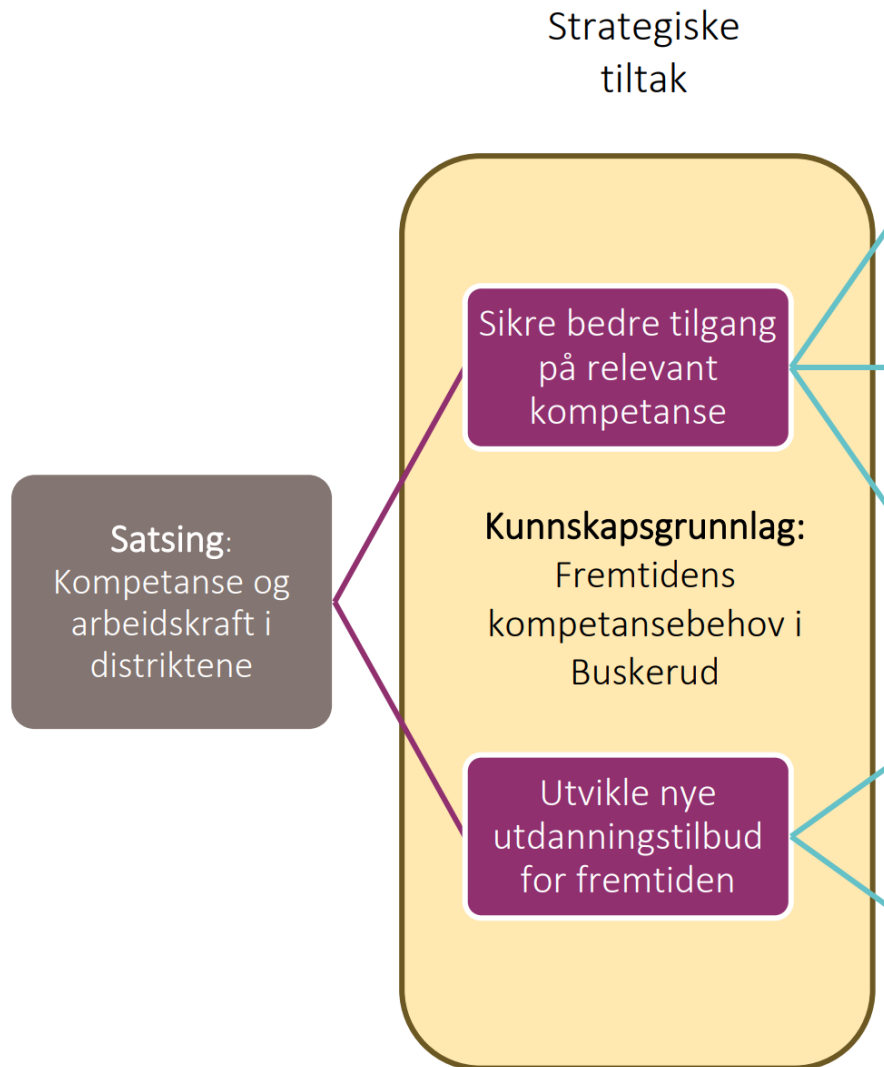 Strategiske
tiltak
Sikre bedre tilgang
på relevant
kompetanse
Satsing:
Kompetanse og
arbeidskraft i
distriktene
Kunnskapsgrunnlag:
Fremtidens
kompetansebehov i
Buskerud
Utvikle nye
utdanningstilbud
for fremtiden